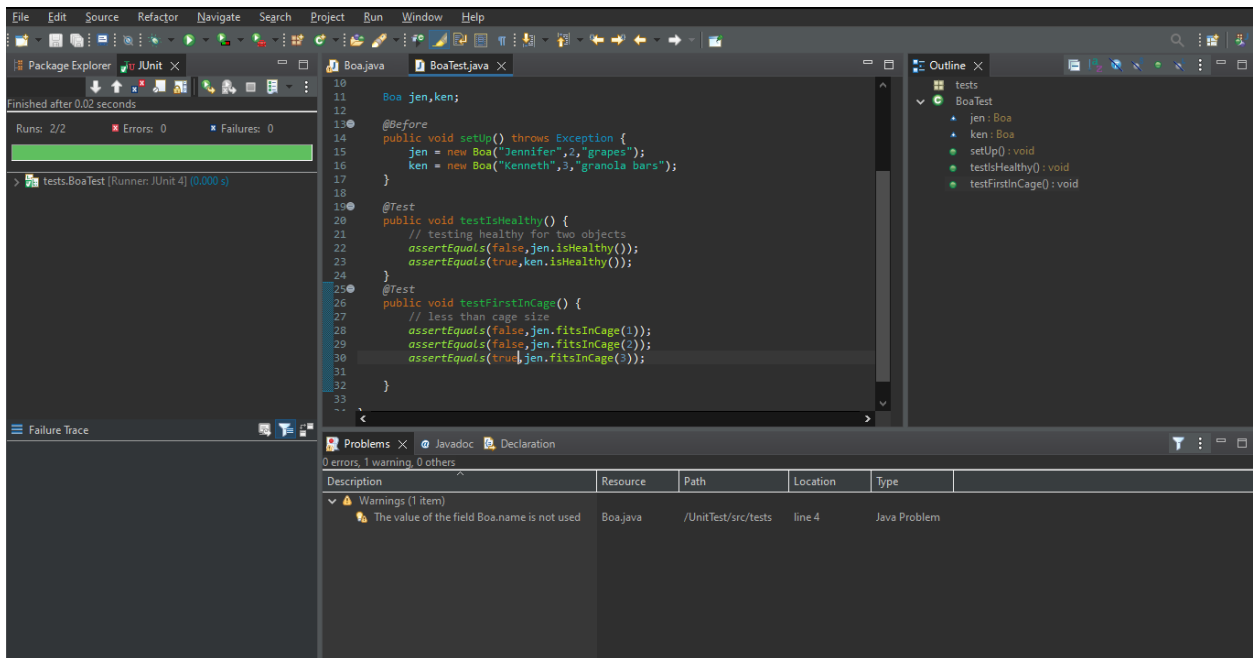 File Edit Source Refactor Navigate Search Project Run Window Help
Package Explorer JUnit
Finished after 0.02 seconds
Runs: 2/2 Errors: 0 Failures: 0
tests.BoaTest [Runner: JUnit 4] (0.000 s)
Failure Trace
Boa.java BoaTest.java
10
11 Boa jen,ken;
12
13 @Before
14 public void setUp() throws Exception {
15 jen = new Boa("Jennifer",2,"grapes");
16 ken = new Boa("Kenneth",3,"granola bars");
17 }
18
19 @Test
20 public void testIsHealthy() {
21 // testing healthy for two objects
22 assertEquals(false,jen.isHealthy());
23 assertEquals(true,ken.isHealthy());
24 }
25 @Test
26 public void testFirstInCage() {
27 // less than cage size
28 assertEquals(false,jen.fitsInCage(1));
29 assertEquals(false,jen.fitsInCage(2));
30 assertEquals(true,jen.fitsInCage(3));
31
32 }
33
Outline
tests
BoaTest
jen : Boa
ken : Boa
setUp() : void
testIsHealthy() : void
testFirstInCage() : void
Problems Javadoc Declaration
0 errors, 1 warning, 0 others
Description Resource Path Location Type
Warnings (1 item)
The value of the field Boa.name is not used Boa.java /UnitTest/src/tests line 4 Java Problem